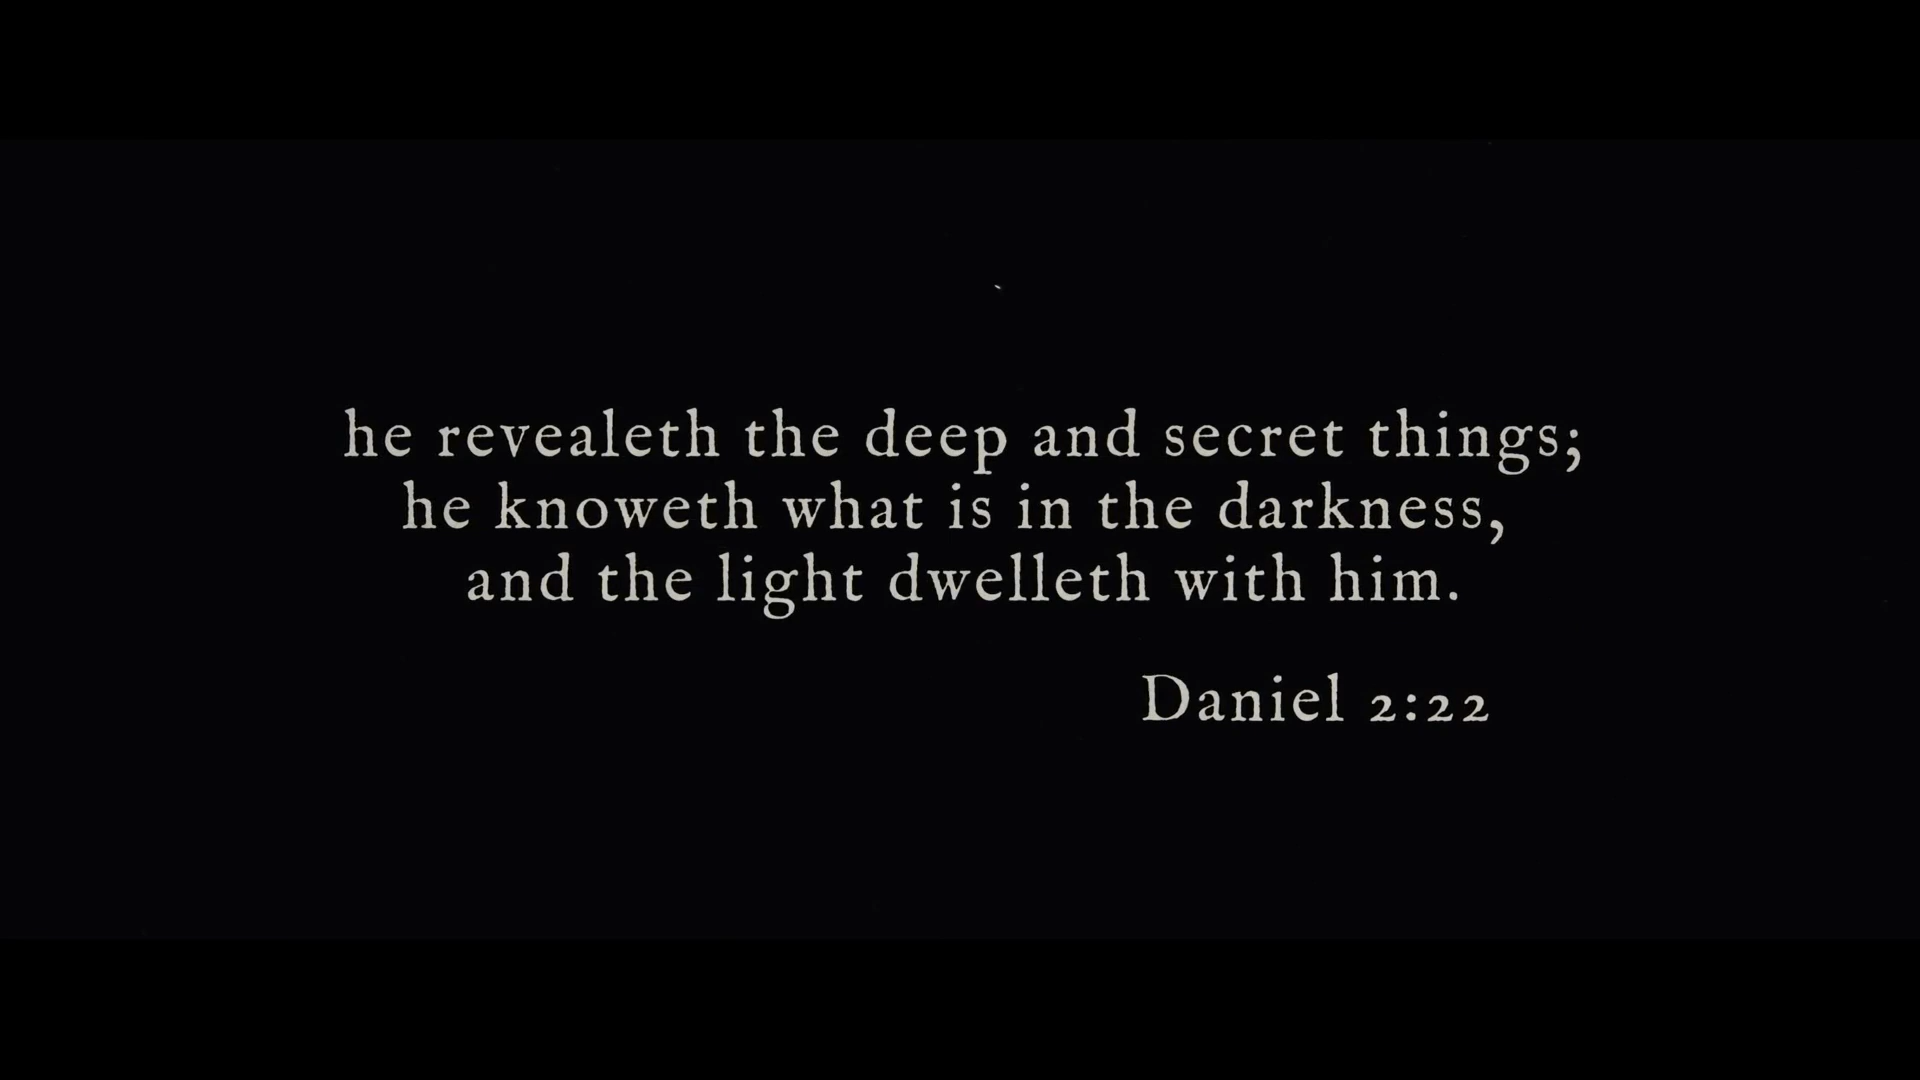 he revealeth the deep and secret things;
he knoweth what is in the darkness,
and the light dwelleth with him.
Daniel 2:22